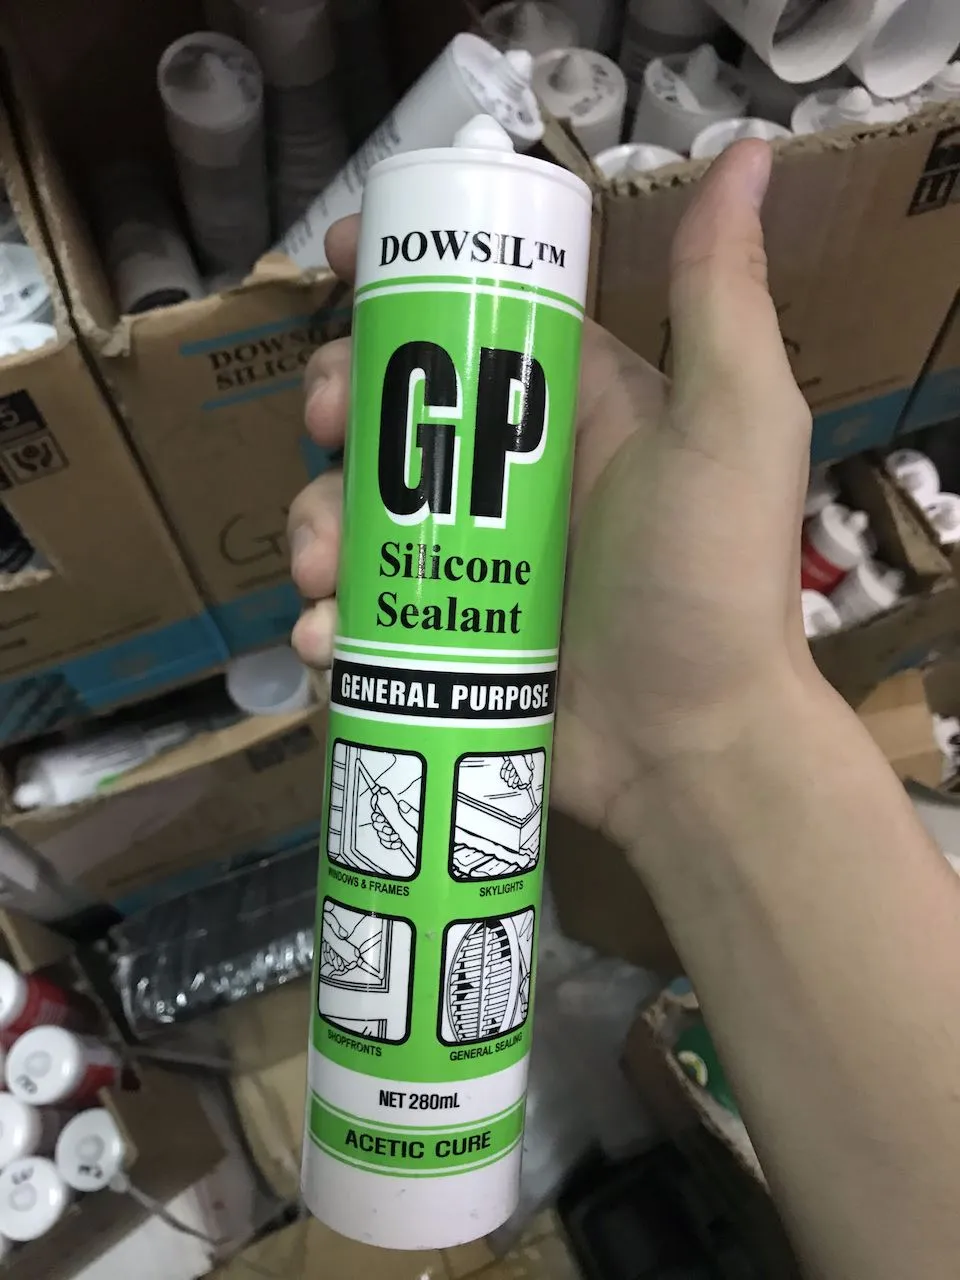 DOWSIL™
GP
Silicone
Sealant
GENERAL PURPOSE
WINDOWS & FRAMES
SKYLIGHTS
SHOPFRONTS
GENERAL SEALING
NET 280mL
ACETIC CURE
DOWSIL
SILICO